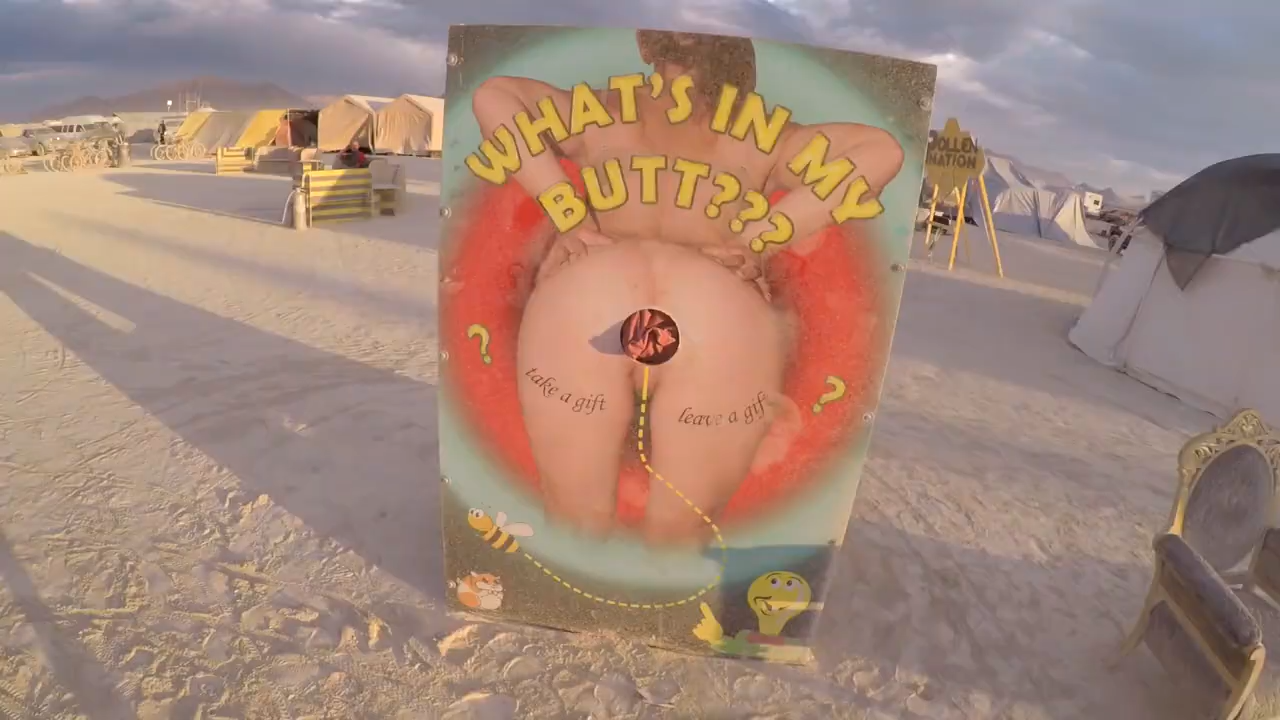 WHAT'S IN MY
BUTT???
?
?
take a gift
leave a gift
POLLEN
NATION